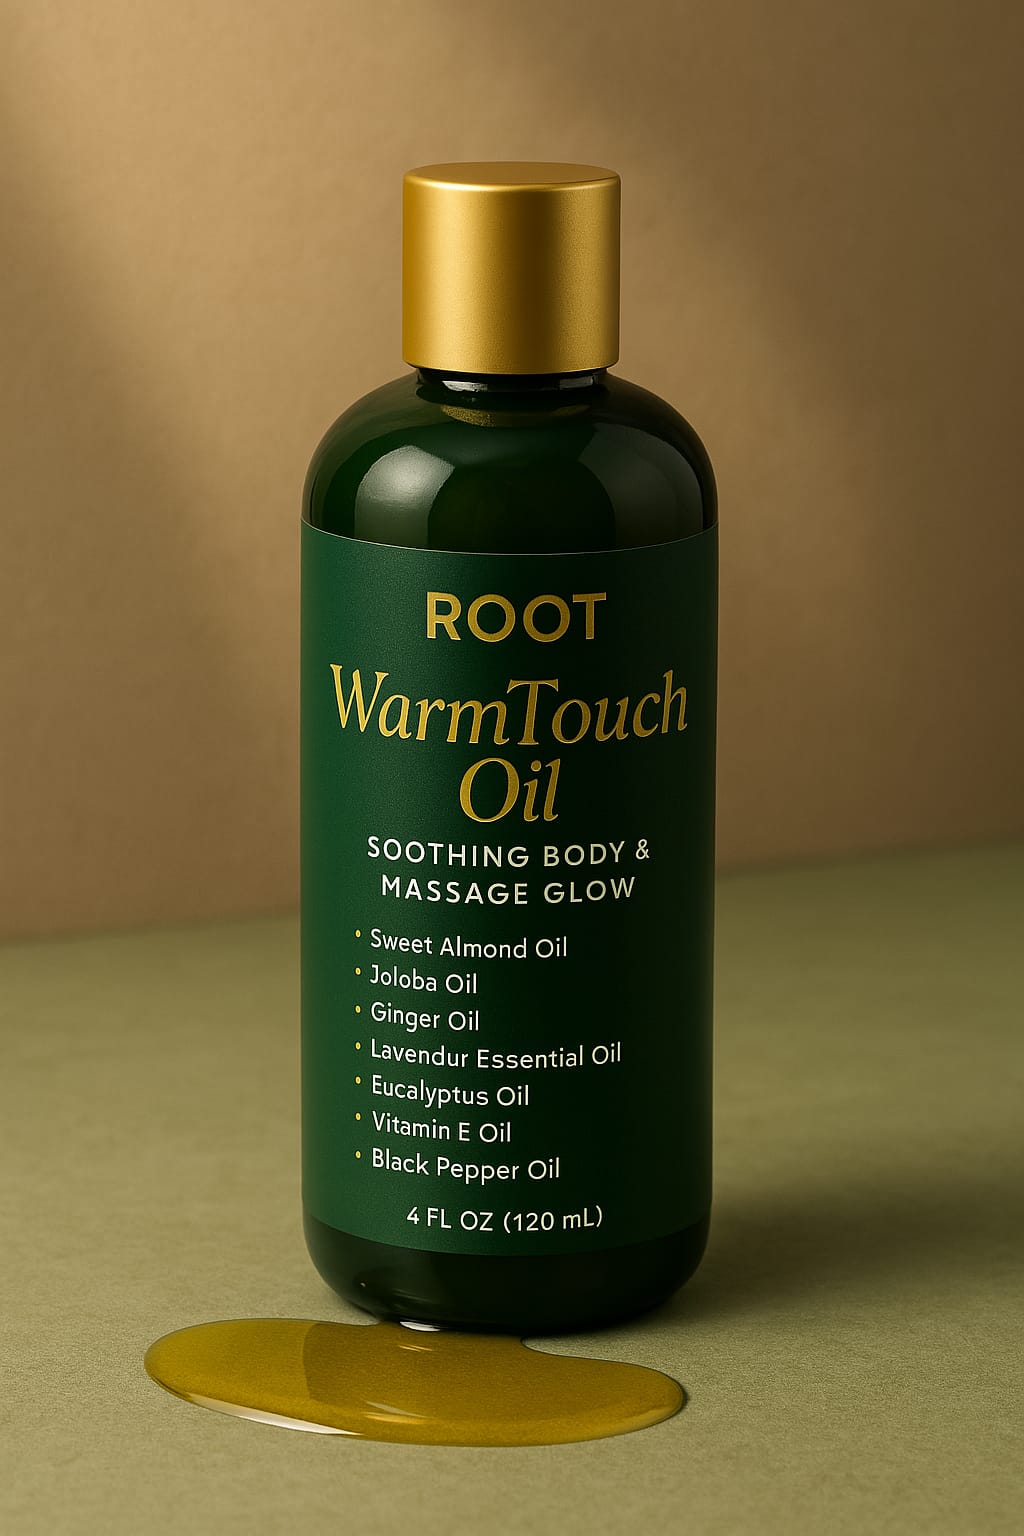 ROOT
WarmTouch
Oil
SOOTHING BODY &
MASSAGE GLOW
• Sweet Almond Oil
• Joloba Oil
• Ginger Oil
• Lavendur Essential Oil
• Eucalyptus Oil
• Vitamin E Oil
• Black Pepper Oil
4 FL OZ (120 mL)